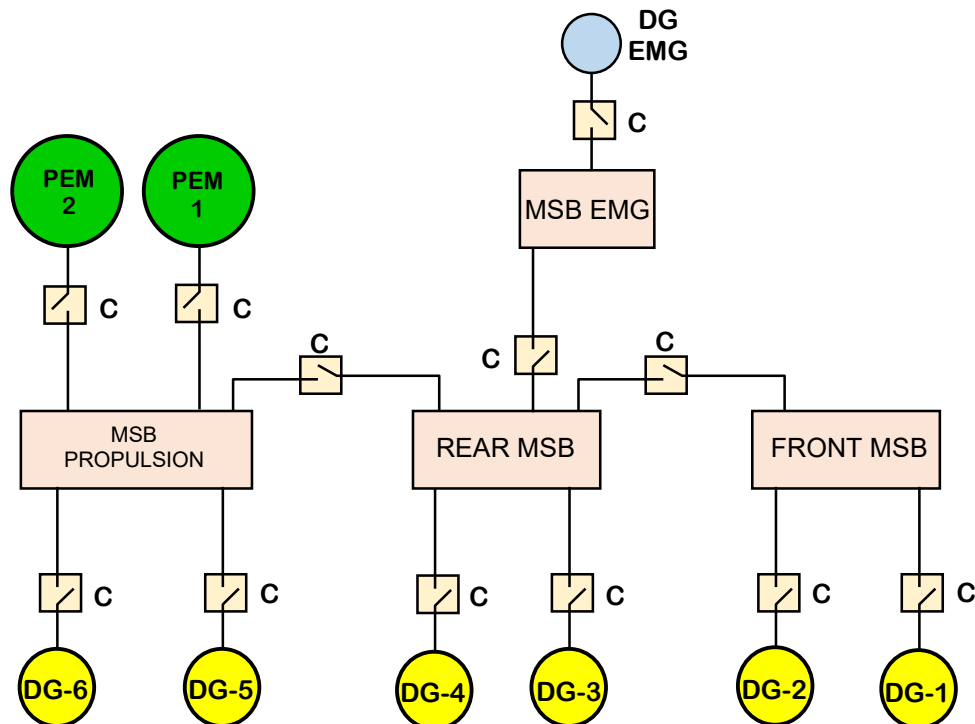 DG
EMG
C
PEM
2
PEM
1
MSB EMG
C
C
C
C
C
MSB
PROPULSION
REAR MSB
FRONT MSB
C
C
C
C
C
C
DG-6
DG-5
DG-4
DG-3
DG-2
DG-1